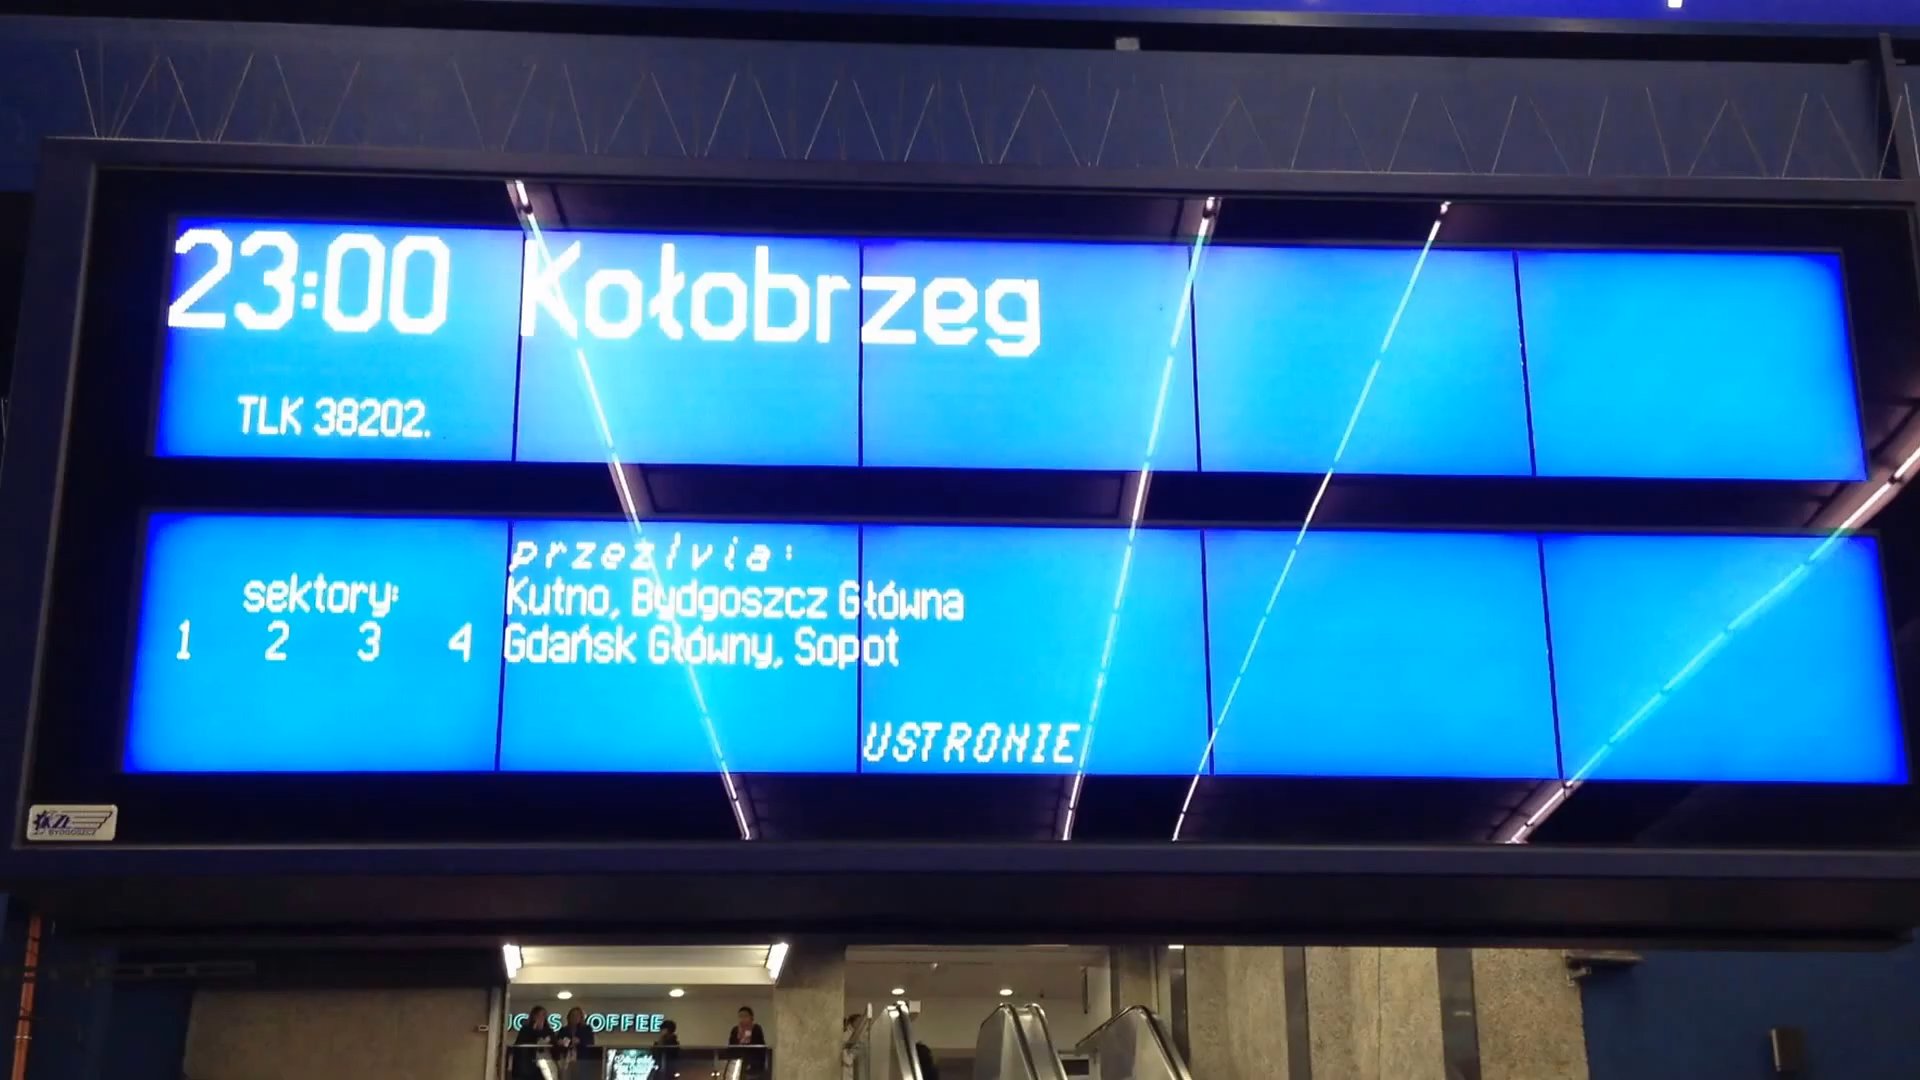 23:00 Kołobrzeg
TLK 38202.
przez/via:
sektory: Kutno, Bydgoszcz Główna
1 2 3 4 Gdańsk Główny, Sopot
USTRONIE
BYDGOSZCZ
COFFEE